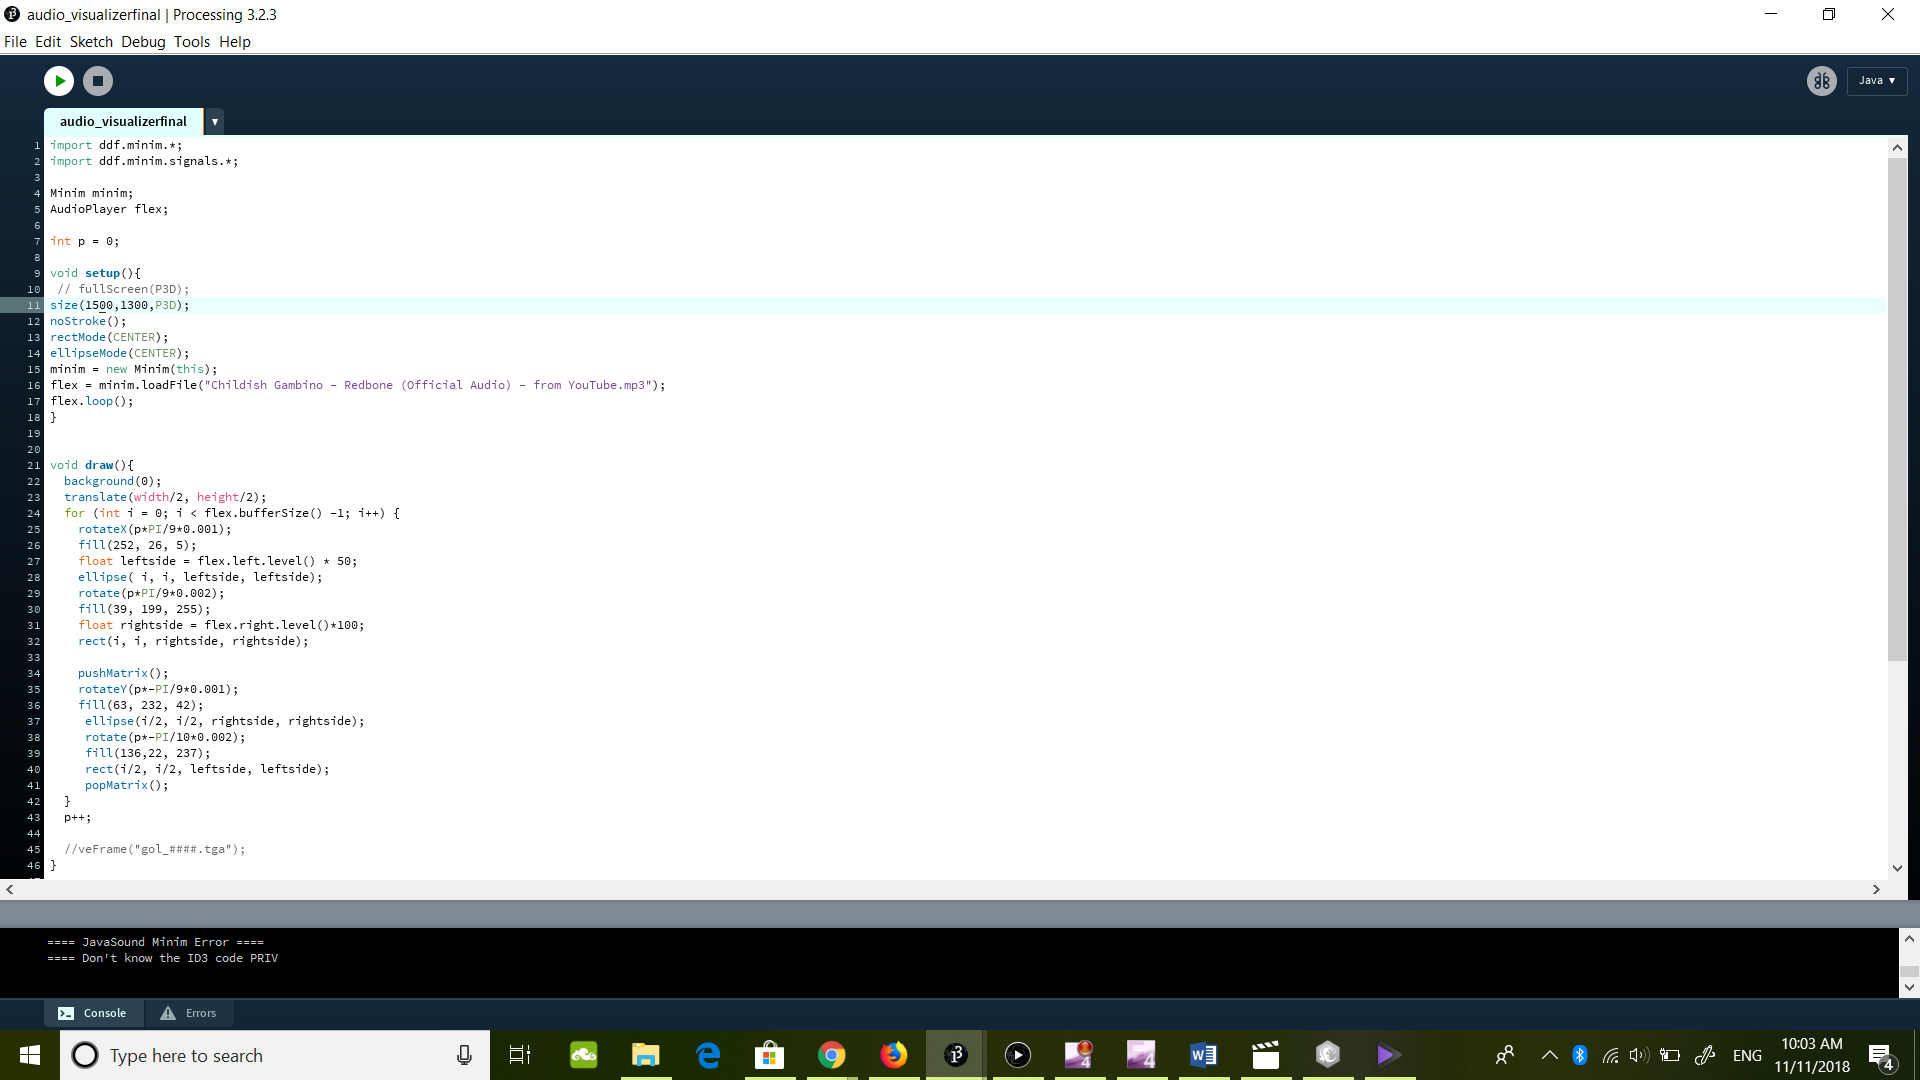 audio_visualizerfinal | Processing 3.2.3
File Edit Sketch Debug Tools Help
Java ▼
audio_visualizerfinal ▼
1 import ddf.minim.*;
2 import ddf.minim.signals.*;
3
4 Minim minim;
5 AudioPlayer flex;
6
7 int p = 0;
8
9 void setup(){
10 // fullScreen(P3D);
11 size(1500,1300,P3D);
12 noStroke();
13 rectMode(CENTER);
14 ellipseMode(CENTER);
15 minim = new Minim(this);
16 flex = minim.loadFile("Childish Gambino - Redbone (Official Audio) - from YouTube.mp3");
17 flex.loop();
18 }
19
20
21 void draw(){
22 background(0);
23 translate(width/2, height/2);
24 for (int i = 0; i < flex.bufferSize() -1; i++) {
25 rotateX(p*PI/9*0.001);
26 fill(252, 26, 5);
27 float leftside = flex.left.level() * 50;
28 ellipse( i, i, leftside, leftside);
29 rotate(p*PI/9*0.002);
30 fill(39, 199, 255);
31 float rightside = flex.right.level()*100;
32 rect(i, i, rightside, rightside);
33
34 pushMatrix();
35 rotateY(p*-PI/9*0.001);
36 fill(63, 232, 42);
37 ellipse(i/2, i/2, rightside, rightside);
38 rotate(p*-PI/10*0.002);
39 fill(136,22, 237);
40 rect(i/2, i/2, leftside, leftside);
41 popMatrix();
42 }
43 p++;
44
45 //veFrame("gol_####.tga");
46 }
==== JavaSound Minim Error ====
==== Don't know the ID3 code PRIV
Console Errors
Type here to search
ENG
10:03 AM
11/11/2018
4